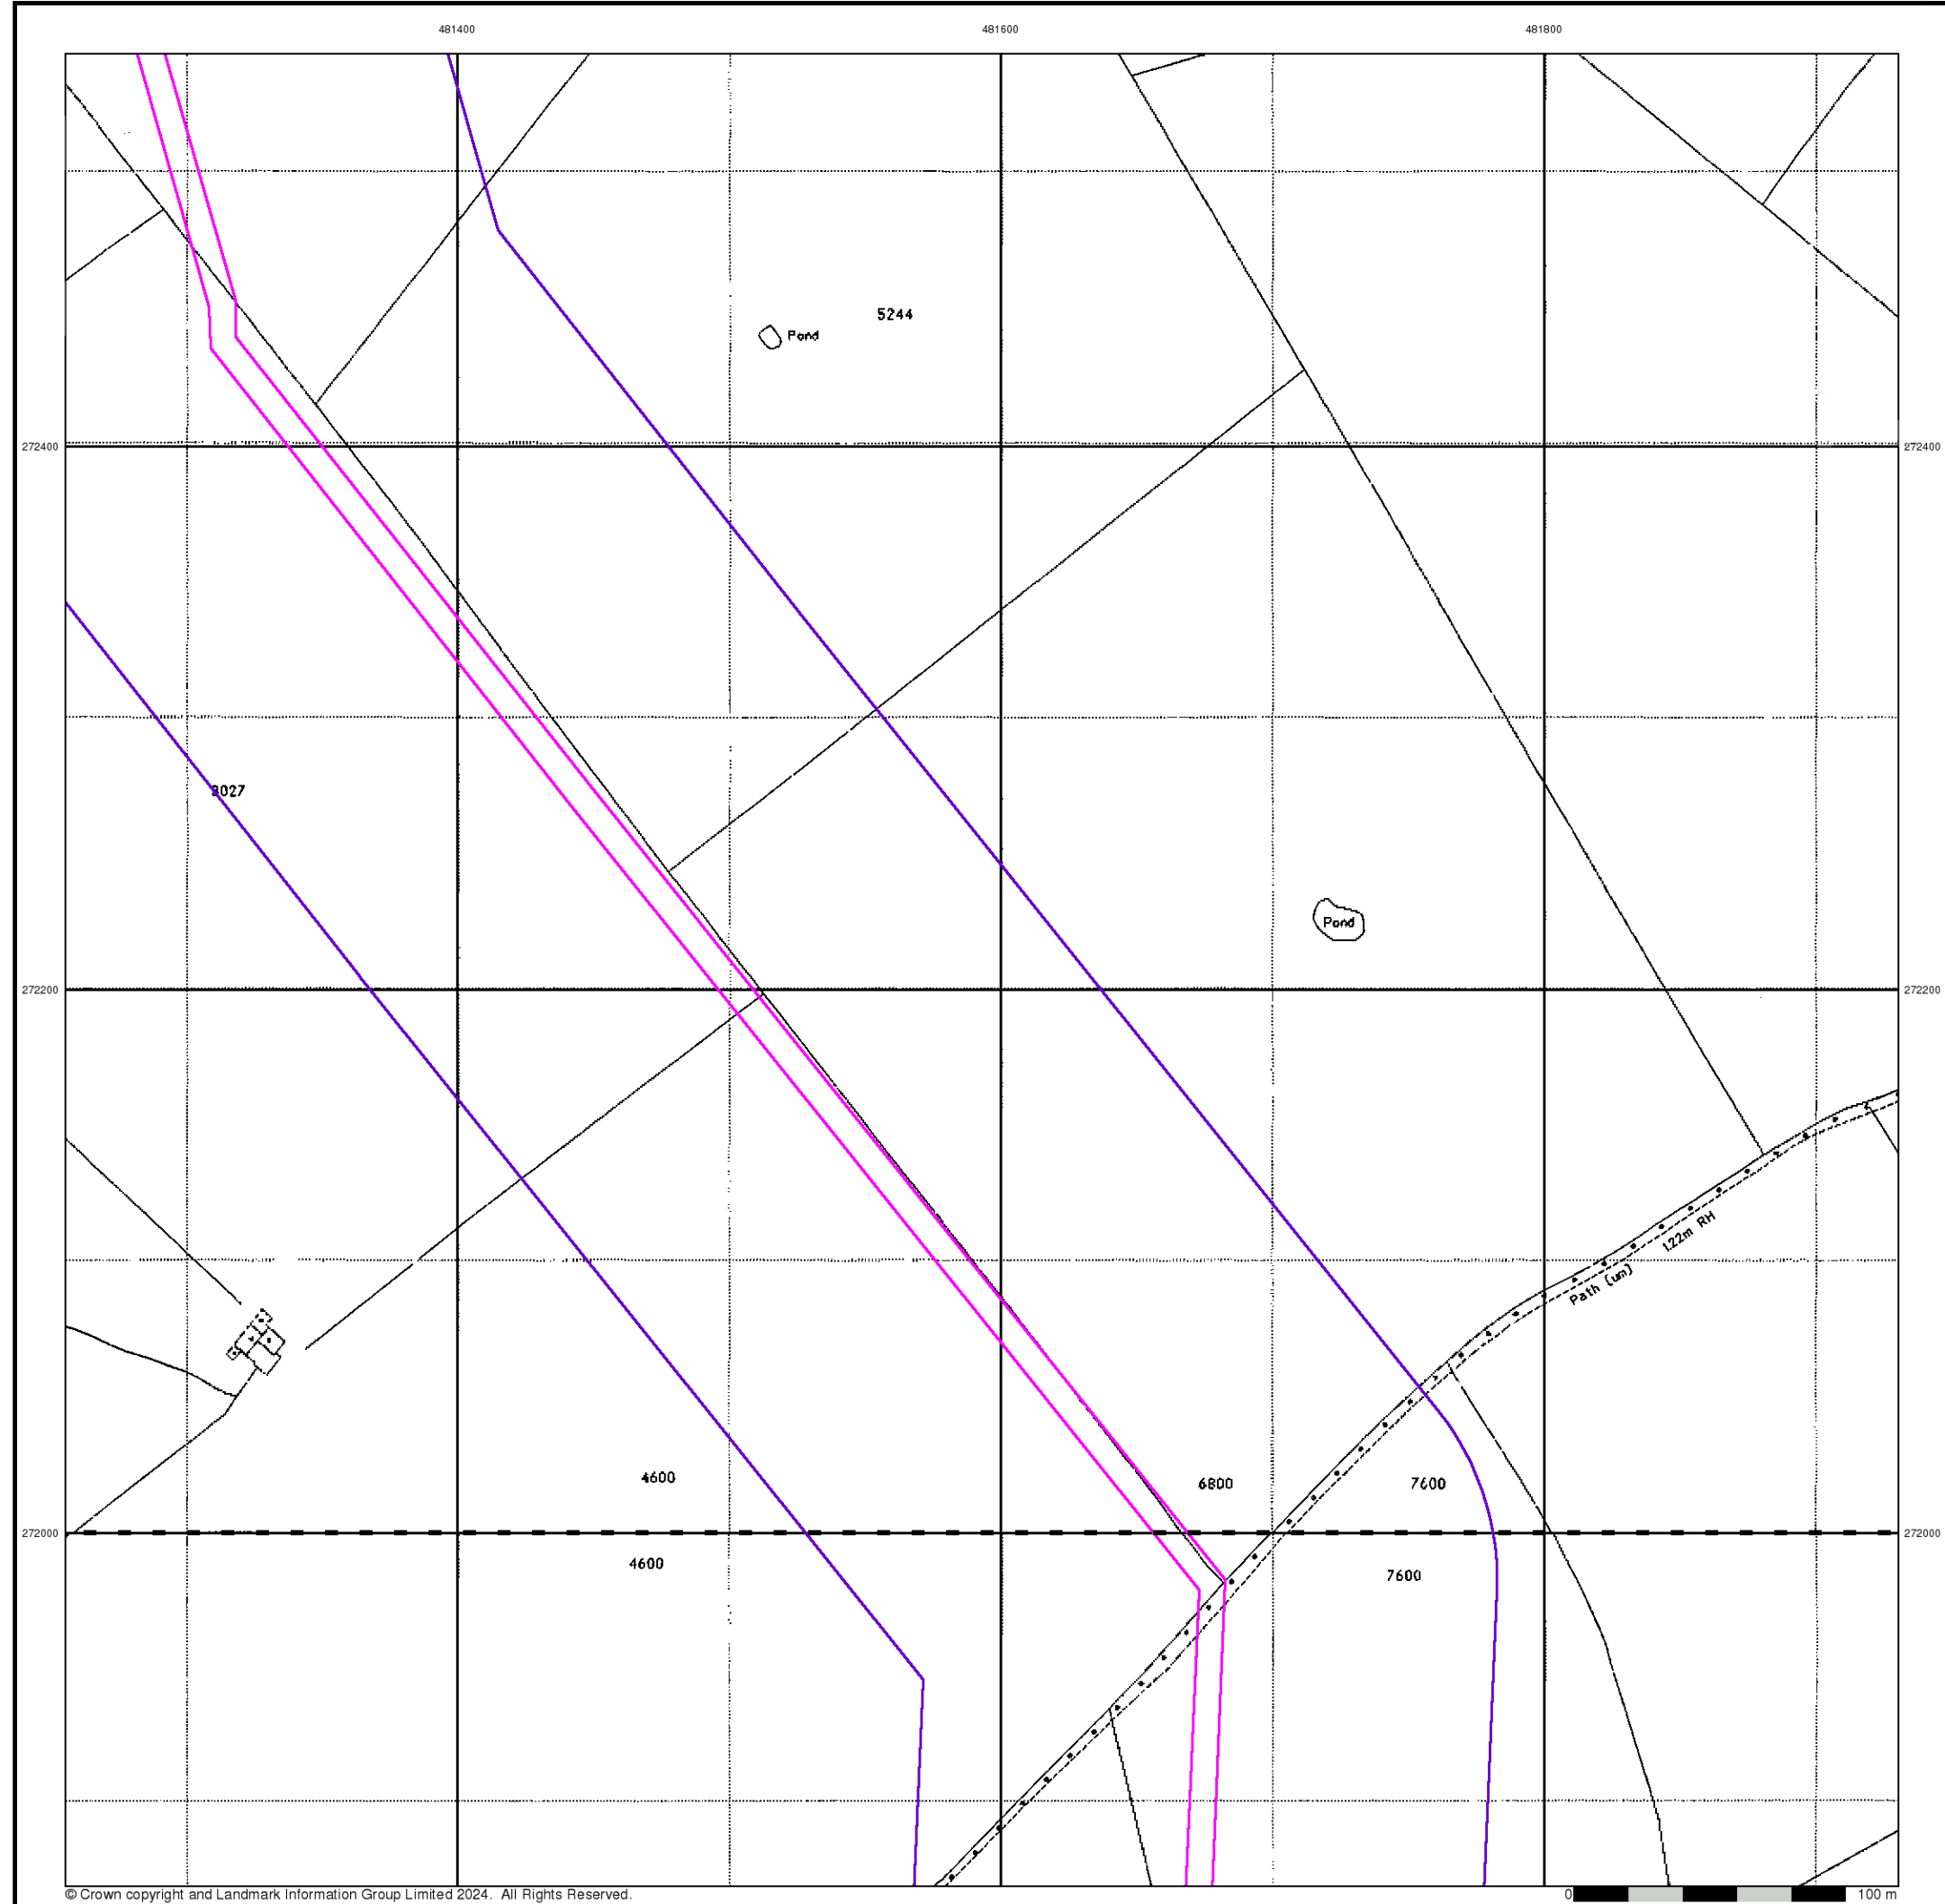 481400 481600 481800
5244
Pond
272400 272400
3027
Pond
272200 272200
1.22m RH
Path (um)
4600 6800 7600
272000 272000
4600 7600
© Crown copyright and Landmark Information Group Limited 2024. All Rights Reserved. 0 100 m